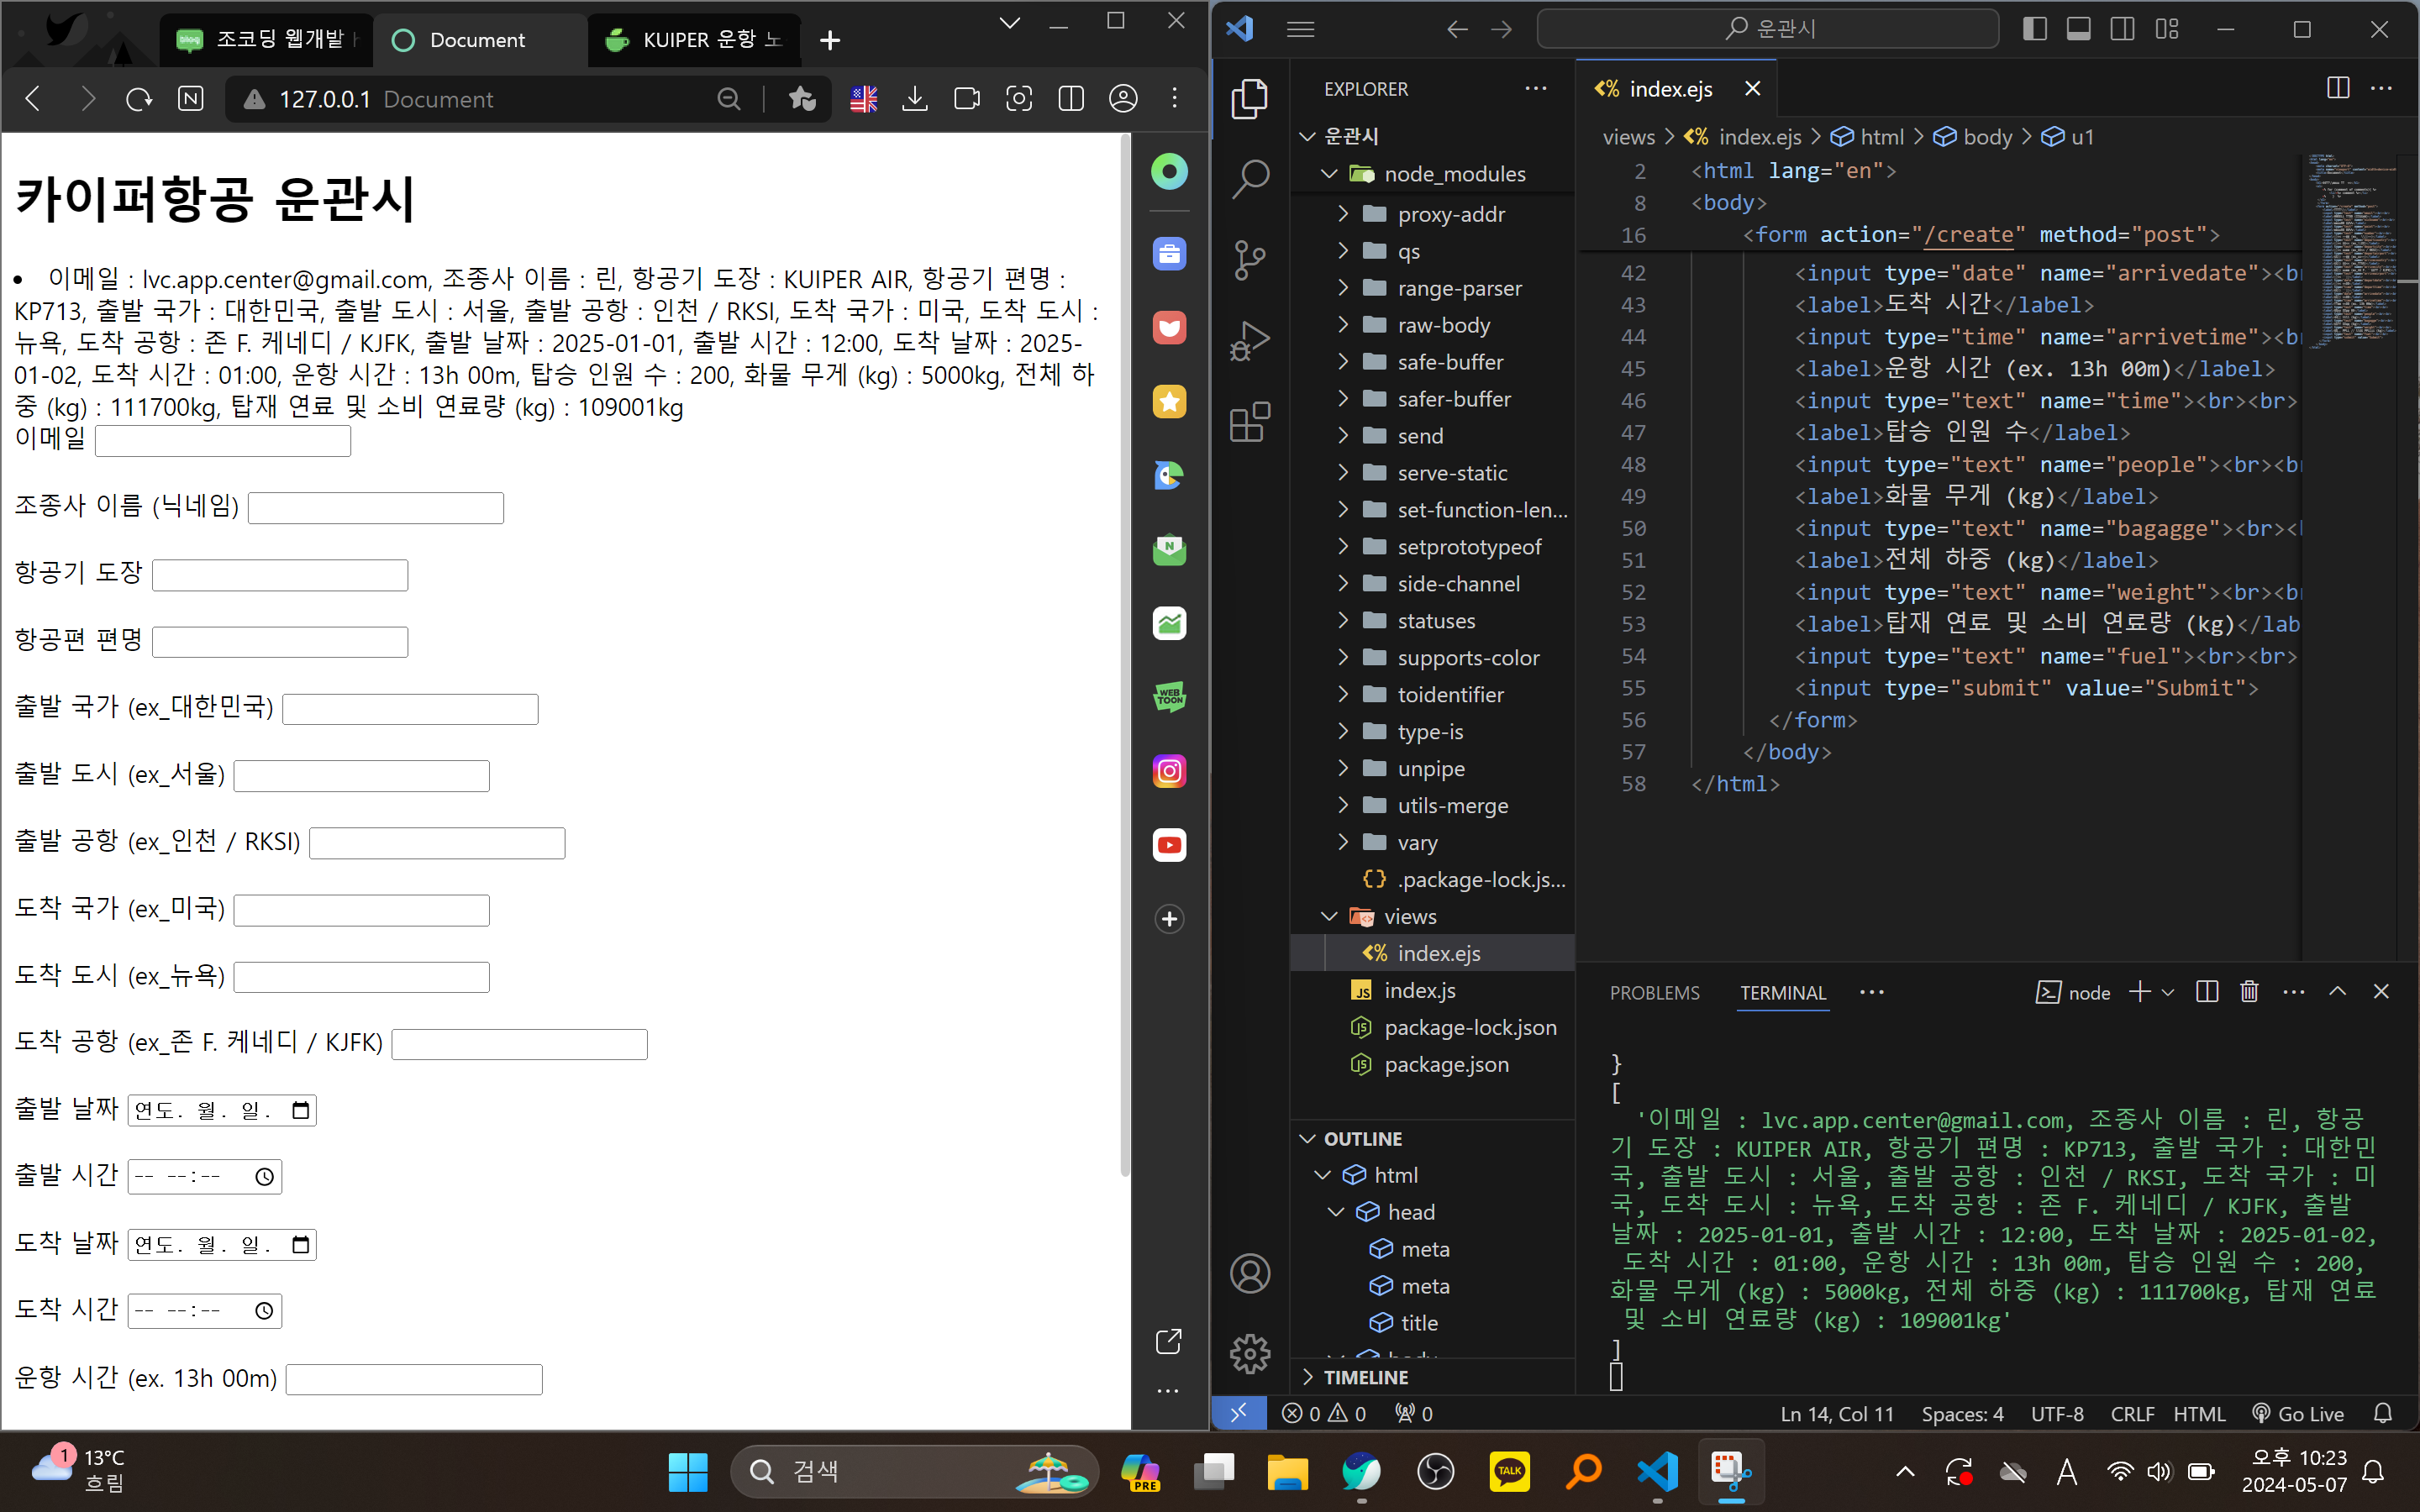 조코딩 웹개발
Document
KUIPER 운항 노
127.0.0.1 Document
카이퍼항공 운관시
• 이메일 : lvc.app.center@gmail.com, 조종사 이름 : 린, 항공기 도장 : KUIPER AIR, 항공기 편명 :
KP713, 출발 국가 : 대한민국, 출발 도시 : 서울, 출발 공항 : 인천 / RKSI, 도착 국가 : 미국, 도착 도시 :
뉴욕, 도착 공항 : 존 F. 케네디 / KJFK, 출발 날짜 : 2025-01-01, 출발 시간 : 12:00, 도착 날짜 : 2025-
01-02, 도착 시간 : 01:00, 운항 시간 : 13h 00m, 탑승 인원 수 : 200, 화물 무게 (kg) : 5000kg, 전체 하
중 (kg) : 111700kg, 탑재 연료 및 소비 연료량 (kg) : 109001kg
이메일
조종사 이름 (닉네임)
항공기 도장
항공편 편명
출발 국가 (ex_대한민국)
출발 도시 (ex_서울)
출발 공항 (ex_인천 / RKSI)
도착 국가 (ex_미국)
도착 도시 (ex_뉴욕)
도착 공항 (ex_존 F. 케네디 / KJFK)
출발 날짜 연도. 월. 일.
출발 시간 -- --:--
도착 날짜 연도. 월. 일.
도착 시간 -- --:--
운항 시간 (ex. 13h 00m)
WEB
TOON
운관시
EXPLORER
운관시
node_modules
proxy-addr
qs
range-parser
raw-body
safe-buffer
safer-buffer
send
serve-static
set-function-len...
setprototypeof
side-channel
statuses
supports-color
toidentifier
type-is
unpipe
utils-merge
vary
.package-lock.js...
views
index.ejs
index.js
package-lock.json
package.json
OUTLINE
html
head
meta
meta
title
body
TIMELINE
index.ejs
views > index.ejs > html > body > u1
2 <html lang="en">
8 <body>
16 <form action="/create" method="post">
42 <input type="date" name="arrivedate"><br
43 <label>도착 시간</label>
44 <input type="time" name="arrivetime"><br
45 <label>운항 시간 (ex. 13h 00m)</label>
46 <input type="text" name="time"><br><br>
47 <label>탑승 인원 수</label>
48 <input type="text" name="people"><br><br
49 <label>화물 무게 (kg)</label>
50 <input type="text" name="bagagge"><br><
51 <label>전체 하중 (kg)</label>
52 <input type="text" name="weight"><br><br
53 <label>탑재 연료 및 소비 연료량 (kg)</lab
54 <input type="text" name="fuel"><br><br>
55 <input type="submit" value="Submit">
56 </form>
57 </body>
58 </html>
PROBLEMS TERMINAL node
}
[
'이메일 : lvc.app.center@gmail.com, 조종사 이름 : 린, 항공
기 도장 : KUIPER AIR, 항공기 편명 : KP713, 출발 국가 : 대한민
국, 출발 도시 : 서울, 출발 공항 : 인천 / RKSI, 도착 국가 : 미
국, 도착 도시 : 뉴욕, 도착 공항 : 존 F. 케네디 / KJFK, 출발
날짜 : 2025-01-01, 출발 시간 : 12:00, 도착 날짜 : 2025-01-02,
도착 시간 : 01:00, 운항 시간 : 13h 00m, 탑승 인원 수 : 200,
화물 무게 (kg) : 5000kg, 전체 하중 (kg) : 111700kg, 탑재 연료
및 소비 연료량 (kg) : 109001kg'
]
0 0 0
Ln 14, Col 11 Spaces: 4 UTF-8 CRLF HTML Go Live
1
13°C
흐림
검색
PRE
TALK
A
오후 10:23
2024-05-07